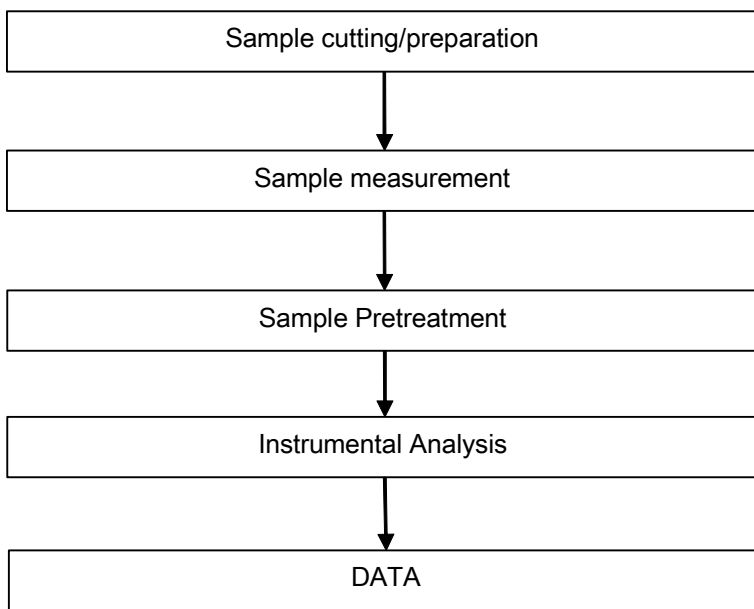 Sample cutting/preparation
Sample measurement
Sample Pretreatment
Instrumental Analysis
DATA